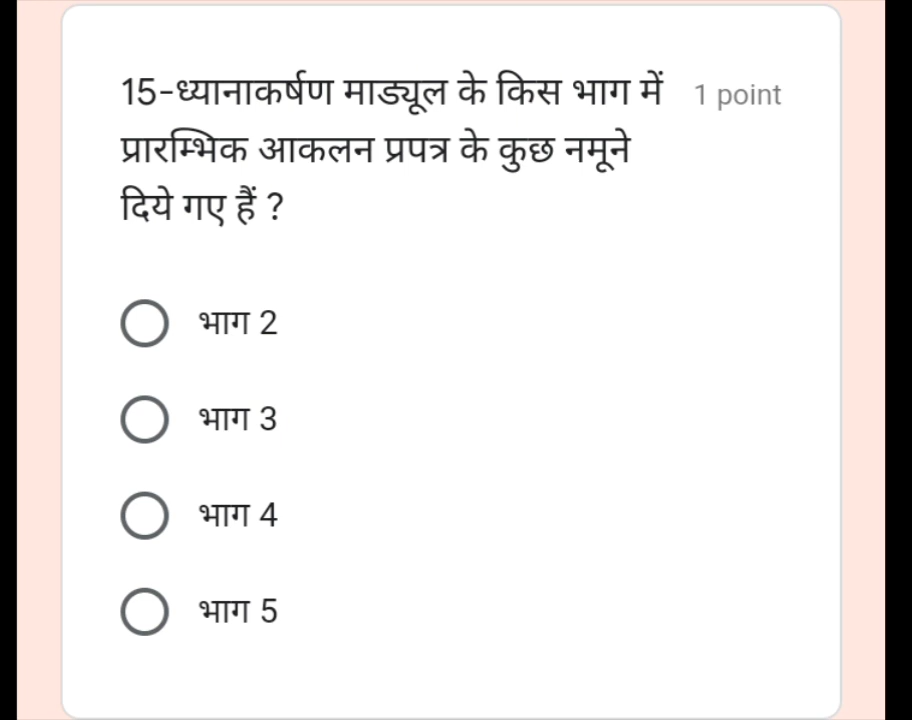 15-ध्यानाकर्षण माड्यूल के किस भाग में 1 point
प्रारम्भिक आकलन प्रपत्र के कुछ नमूने
दिये गए हैं ?
भाग 2
भाग 3
भाग 4
भाग 5